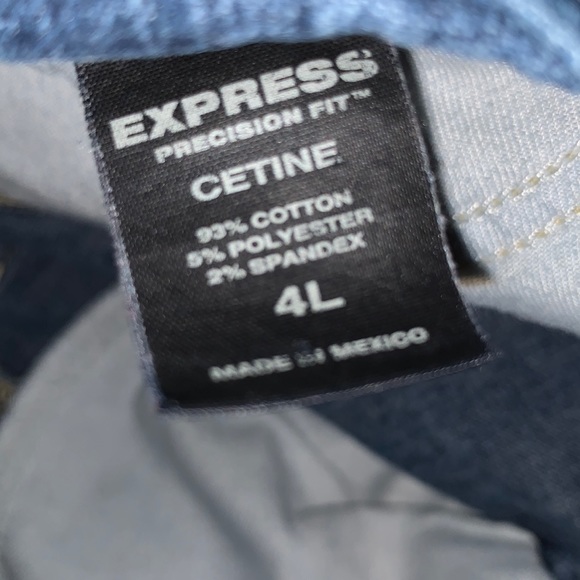 EXPRESS
PRECISION FIT™
CETINE
93% COTTON
5% POLYESTER
2% SPANDEX
4L
MADE IN MEXICO